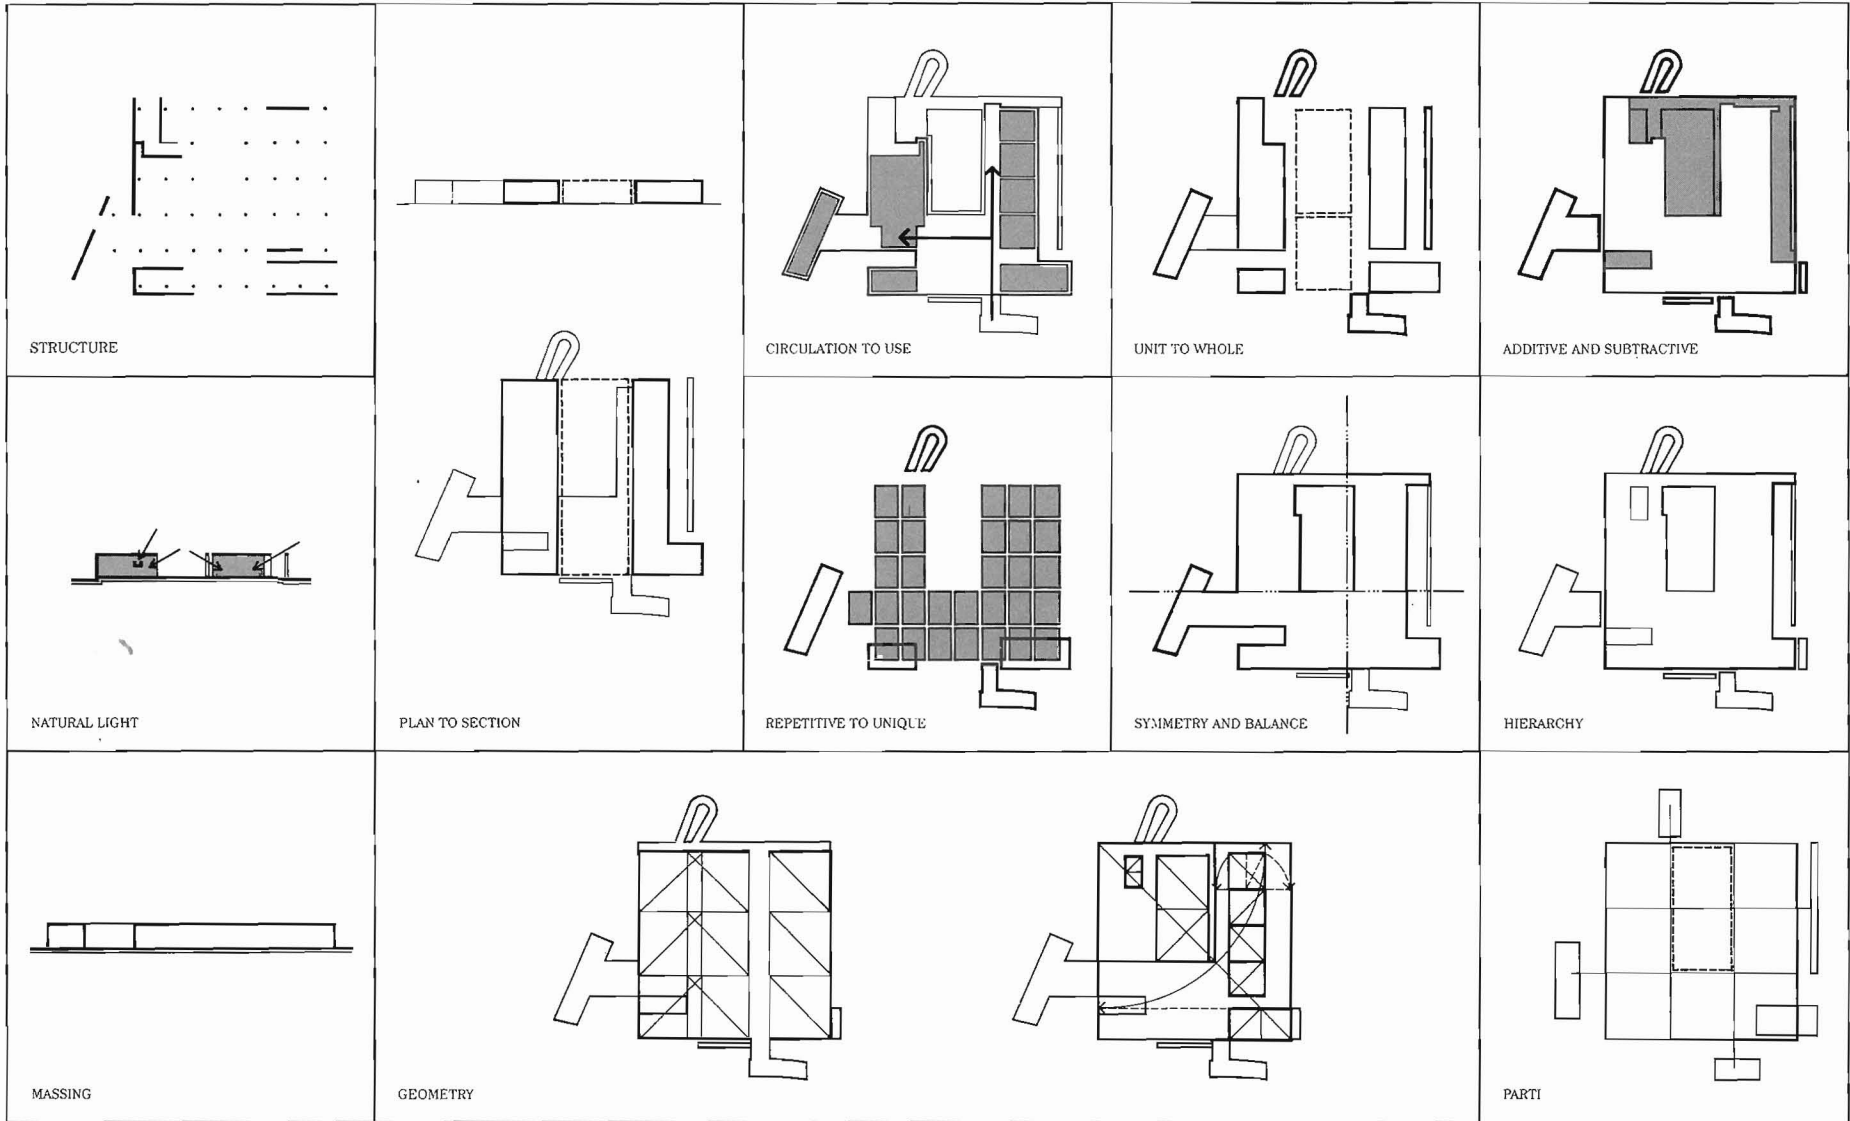 STRUCTURE
CIRCULATION TO USE
UNIT TO WHOLE
ADDITIVE AND SUBTRACTIVE
NATURAL LIGHT
PLAN TO SECTION
REPETITIVE TO UNIQUE
SYMMETRY AND BALANCE
HIERARCHY
MASSING
GEOMETRY
PARTI